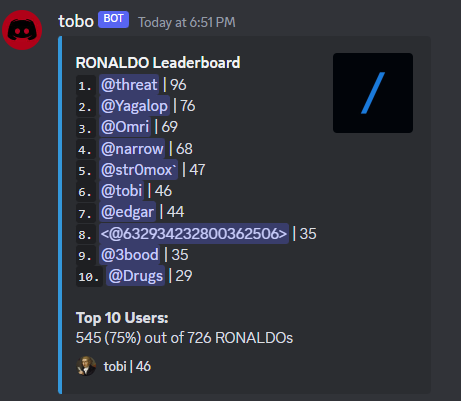 tobo BOT Today at 6:51 PM
RONALDO Leaderboard
1. @threat | 96
2. @Yagalop | 76
3. @Omri | 69
4. @narrow | 68
5. @str0mox` | 47
6. @tobi | 46
7. @edgar | 44
8. <@632934232800362506> | 35
9. @3bood | 35
10. @Drugs | 29
Top 10 Users:
545 (75%) out of 726 RONALDOs
tobi | 46
/